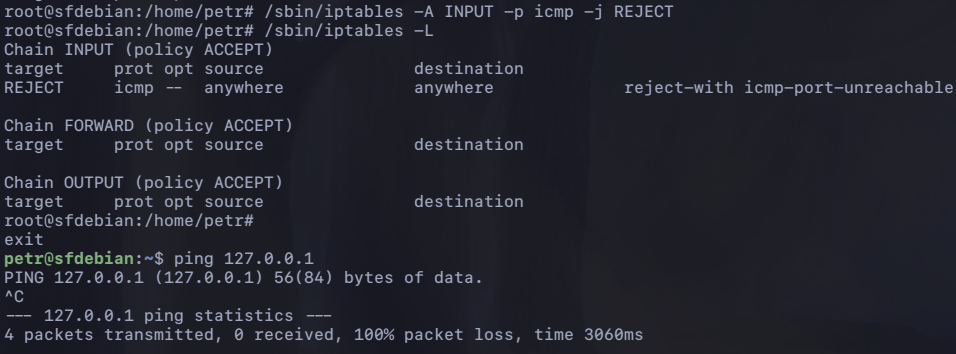 root@sfdebian:/home/petr# /sbin/iptables -A INPUT -p icmp -j REJECT
root@sfdebian:/home/petr# /sbin/iptables -L
Chain INPUT (policy ACCEPT)
target     prot opt source               destination
REJECT     icmp --  anywhere             anywhere             reject-with icmp-port-unreachable
Chain FORWARD (policy ACCEPT)
target     prot opt source               destination
Chain OUTPUT (policy ACCEPT)
target     prot opt source               destination
root@sfdebian:/home/petr#
exit
petr@sfdebian:~$ ping 127.0.0.1
PING 127.0.0.1 (127.0.0.1) 56(84) bytes of data.
^C
--- 127.0.0.1 ping statistics ---
4 packets transmitted, 0 received, 100% packet loss, time 3060ms